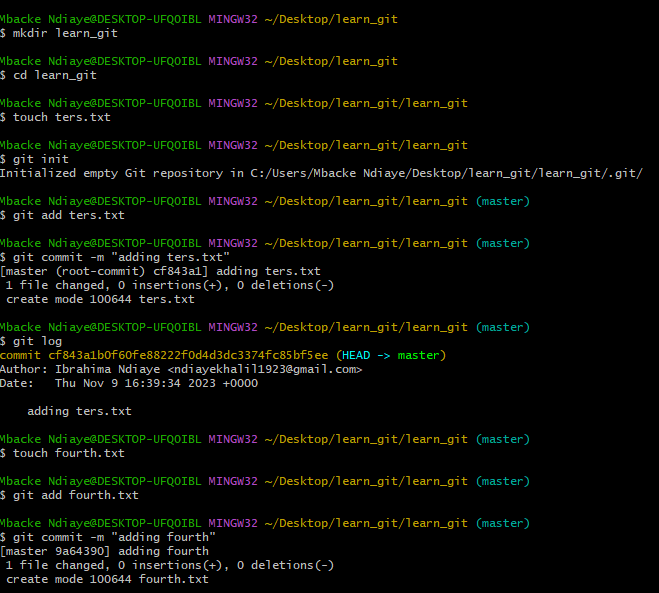 Mbacke Ndiaye@DESKTOP-UFQOIBL MINGW32 ~/Desktop/learn_git
$ mkdir learn_git
Mbacke Ndiaye@DESKTOP-UFQOIBL MINGW32 ~/Desktop/learn_git
$ cd learn_git
Mbacke Ndiaye@DESKTOP-UFQOIBL MINGW32 ~/Desktop/learn_git/learn_git
$ touch ters.txt
Mbacke Ndiaye@DESKTOP-UFQOIBL MINGW32 ~/Desktop/learn_git/learn_git
$ git init
Initialized empty Git repository in C:/Users/Mbacke Ndiaye/Desktop/learn_git/learn_git/.git/
Mbacke Ndiaye@DESKTOP-UFQOIBL MINGW32 ~/Desktop/learn_git/learn_git (master)
$ git add ters.txt
Mbacke Ndiaye@DESKTOP-UFQOIBL MINGW32 ~/Desktop/learn_git/learn_git (master)
$ git commit -m "adding ters.txt"
[master (root-commit) cf843a1] adding ters.txt
 1 file changed, 0 insertions(+), 0 deletions(-)
 create mode 100644 ters.txt
Mbacke Ndiaye@DESKTOP-UFQOIBL MINGW32 ~/Desktop/learn_git/learn_git (master)
$ git log
commit cf843a1b0f60fe88222f0d4d3dc3374fc85bf5ee (HEAD -> master)
Author: Ibrahima Ndiaye <ndiayekhalil1923@gmail.com>
Date:   Thu Nov 9 16:39:34 2023 +0000
    adding ters.txt
Mbacke Ndiaye@DESKTOP-UFQOIBL MINGW32 ~/Desktop/learn_git/learn_git (master)
$ touch fourth.txt
Mbacke Ndiaye@DESKTOP-UFQOIBL MINGW32 ~/Desktop/learn_git/learn_git (master)
$ git add fourth.txt
Mbacke Ndiaye@DESKTOP-UFQOIBL MINGW32 ~/Desktop/learn_git/learn_git (master)
$ git commit -m "adding fourth"
[master 9a64390] adding fourth
 1 file changed, 0 insertions(+), 0 deletions(-)
 create mode 100644 fourth.txt